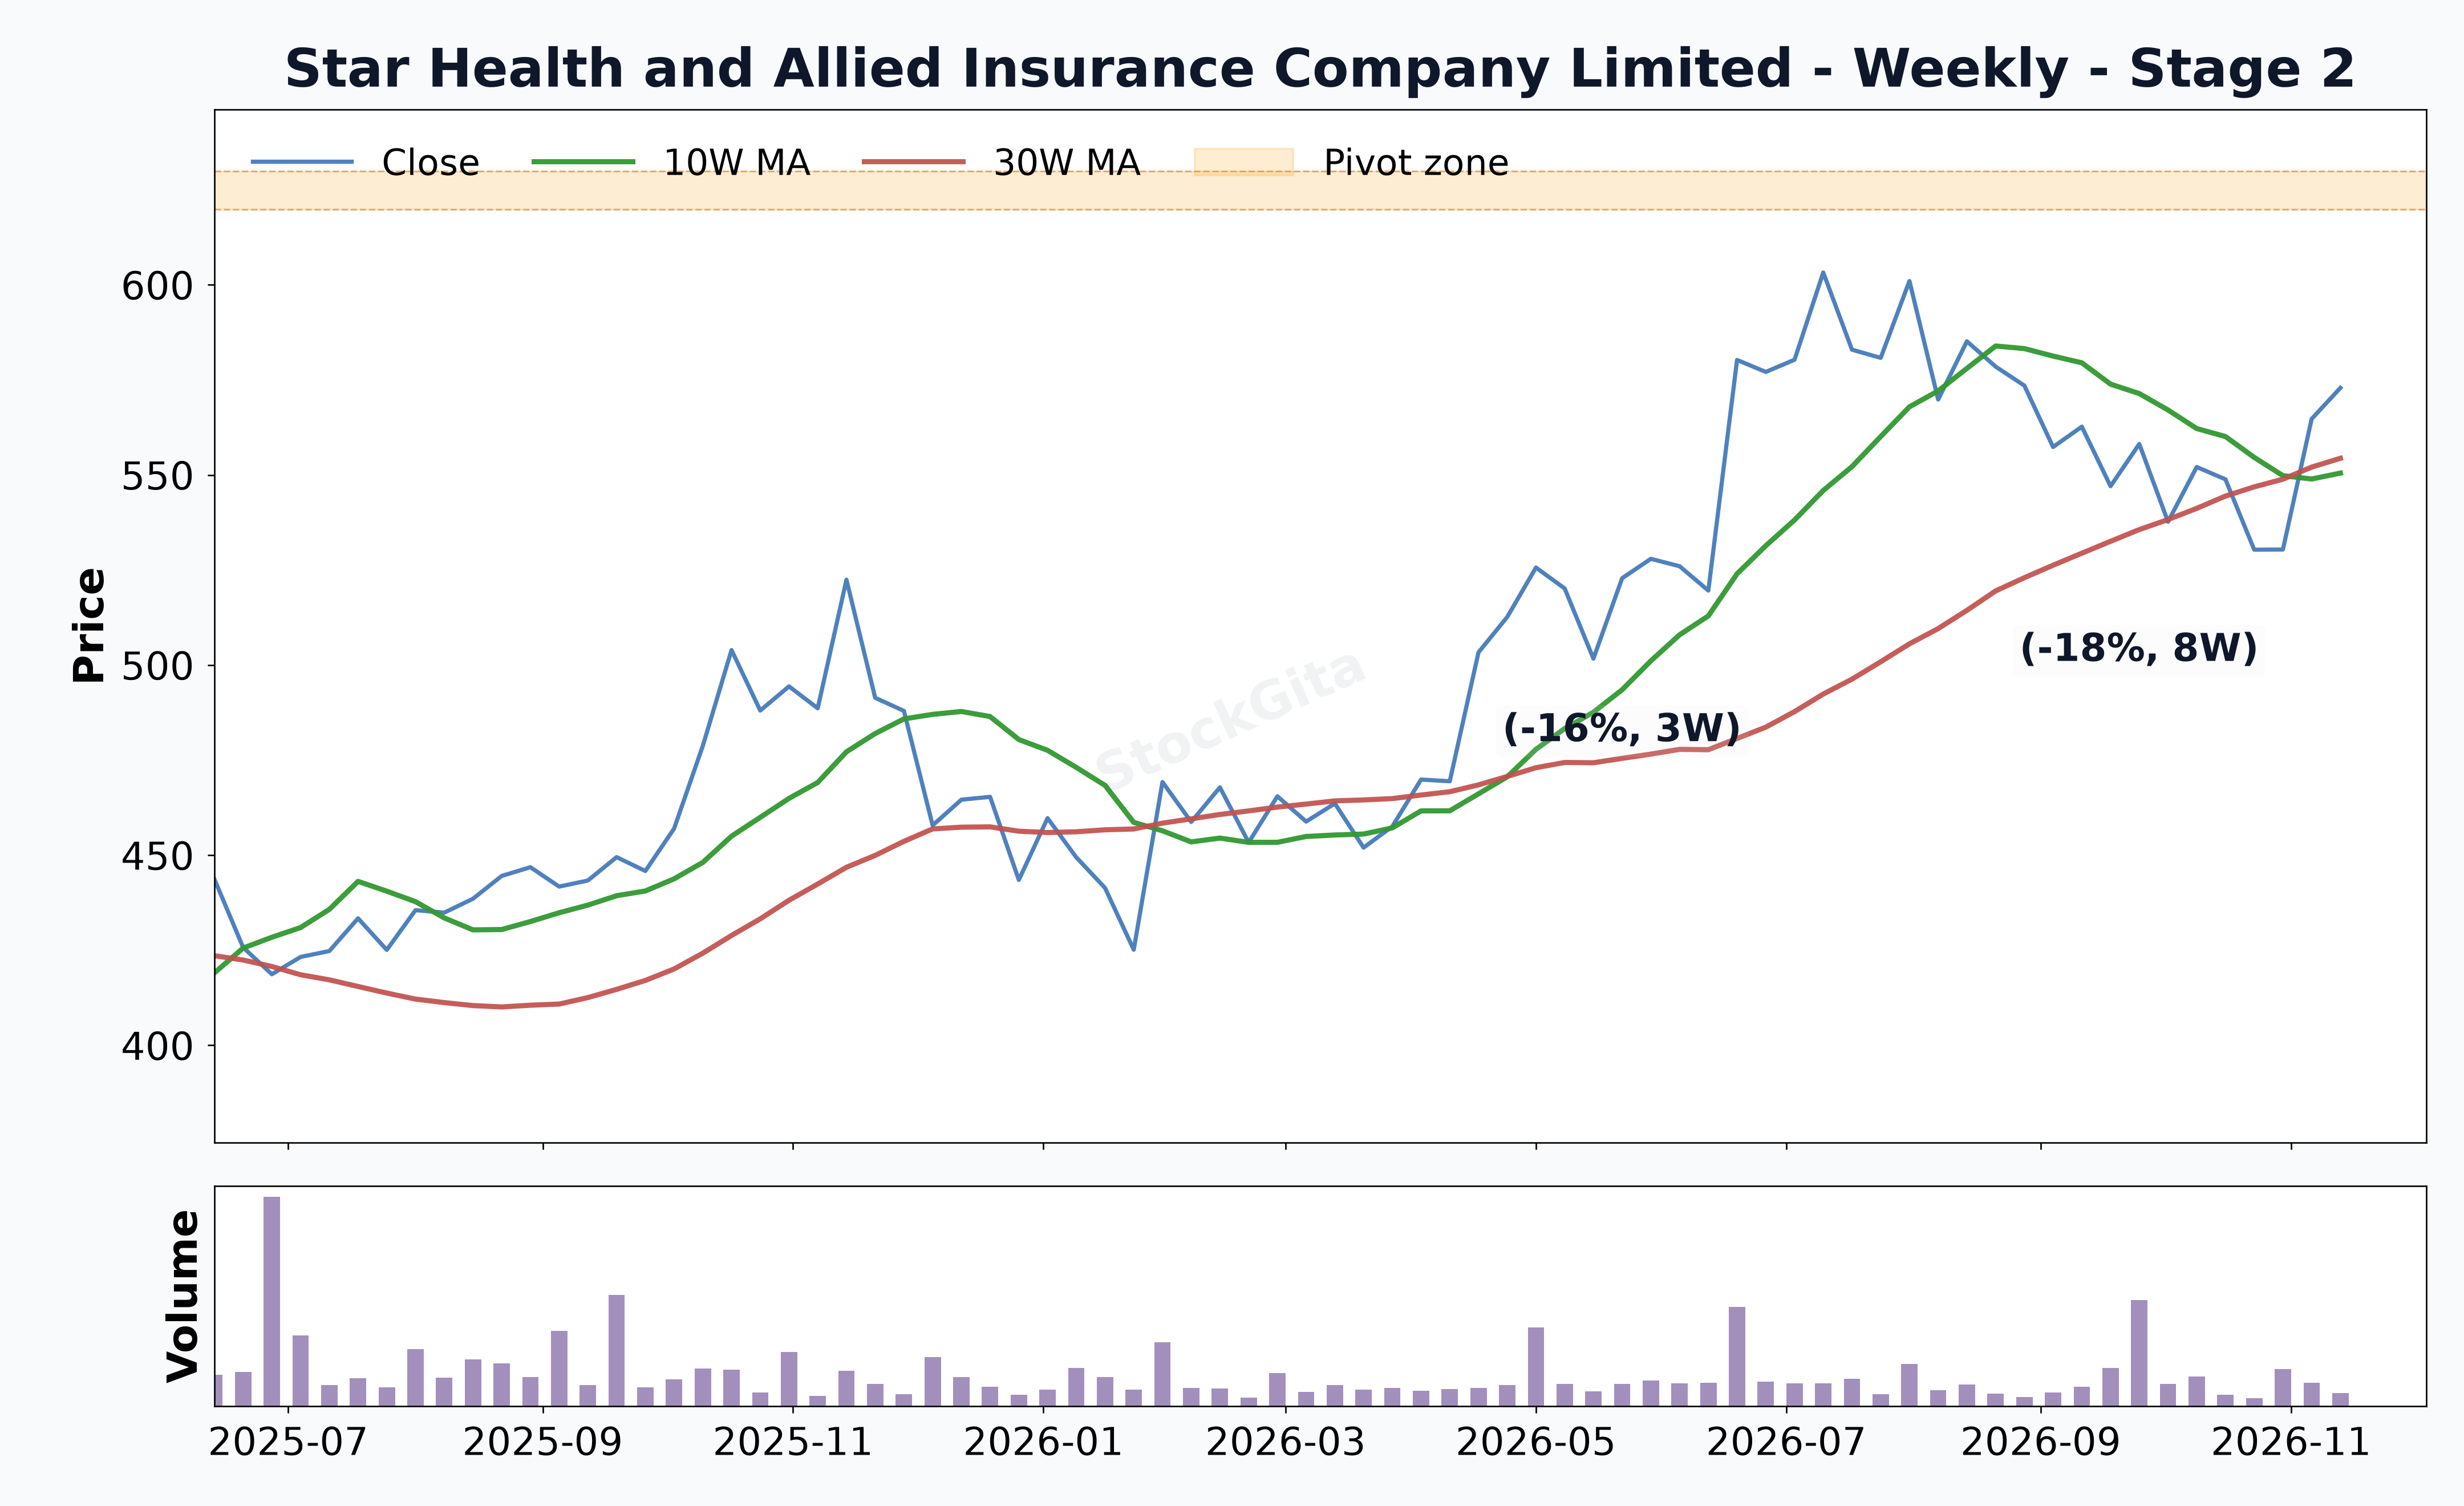 Star Health and Allied Insurance Company Limited - Weekly - Stage 2
Close 10W MA 30W MA Pivot zone
600
550
500
450
400
Price
StockGita
(-16%, 3W)
(-18%, 8W)
Volume
2025-07 2025-09 2025-11 2026-01 2026-03 2026-05 2026-07 2026-09 2026-11